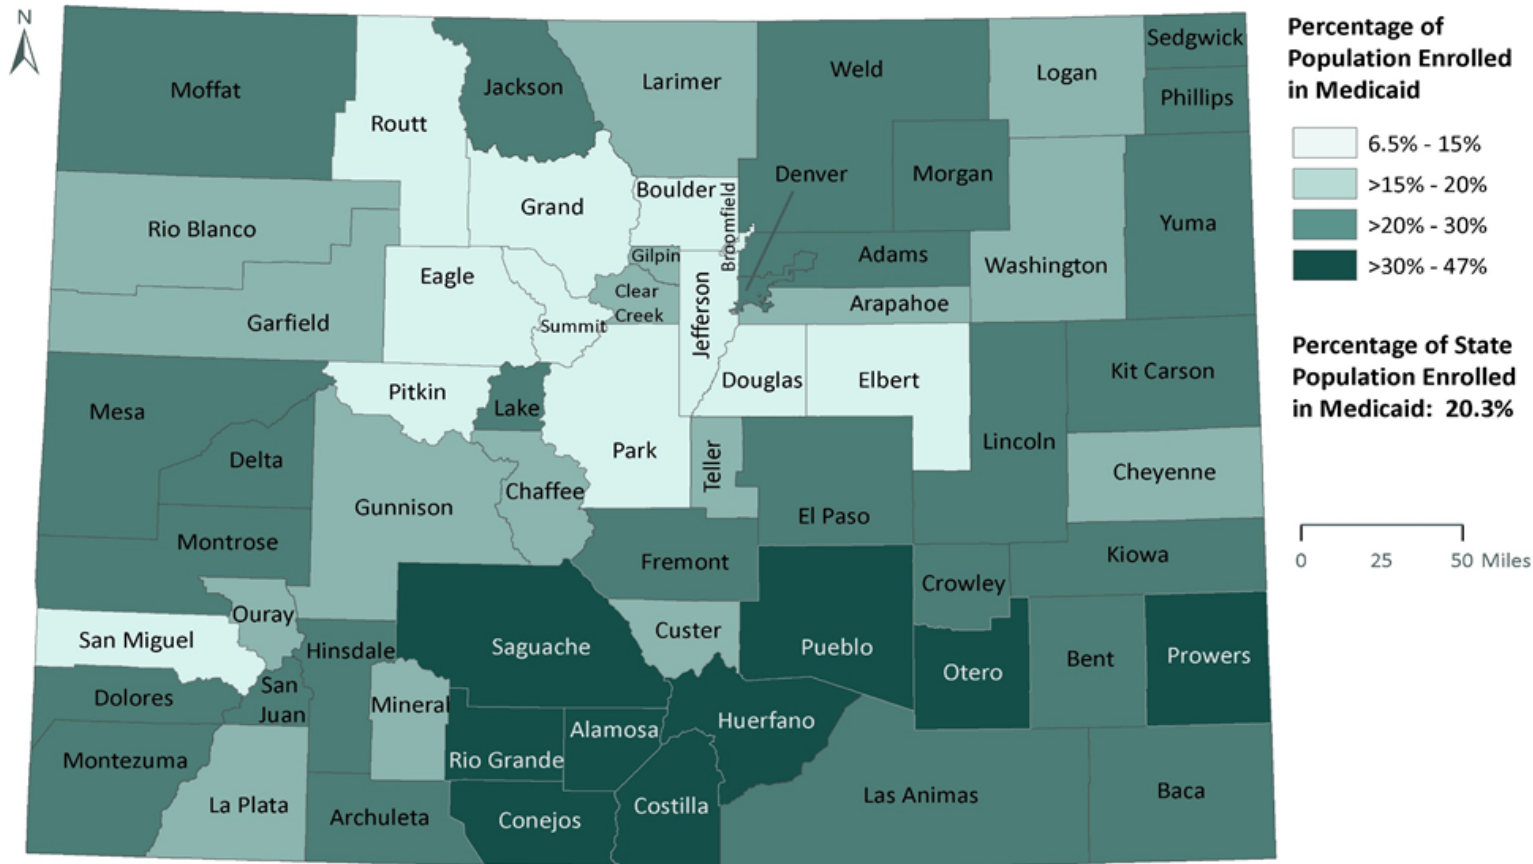 N
Percentage of
Population Enrolled
in Medicaid
6.5% - 15%
>15% - 20%
>20% - 30%
>30% - 47%
Percentage of State
Population Enrolled
in Medicaid: 20.3%
0 25 50 Miles
Moffat
Routt
Jackson
Larimer
Weld
Logan
Sedgwick
Phillips
Rio Blanco
Grand
Boulder
Broomfield
Denver
Morgan
Yuma
Garfield
Eagle
Gilpin
Clear
Creek
Summit
Jefferson
Adams
Arapahoe
Washington
Mesa
Pitkin
Lake
Douglas
Elbert
Kit Carson
Delta
Park
Teller
Lincoln
Cheyenne
Gunnison
Chaffee
El Paso
Montrose
Fremont
Crowley
Kiowa
Ouray
San Miguel
Hinsdale
Saguache
Custer
Pueblo
Otero
Bent
Prowers
Dolores
San
Juan
Mineral
Rio Grande
Alamosa
Huerfano
Montezuma
La Plata
Archuleta
Conejos
Costilla
Las Animas
Baca